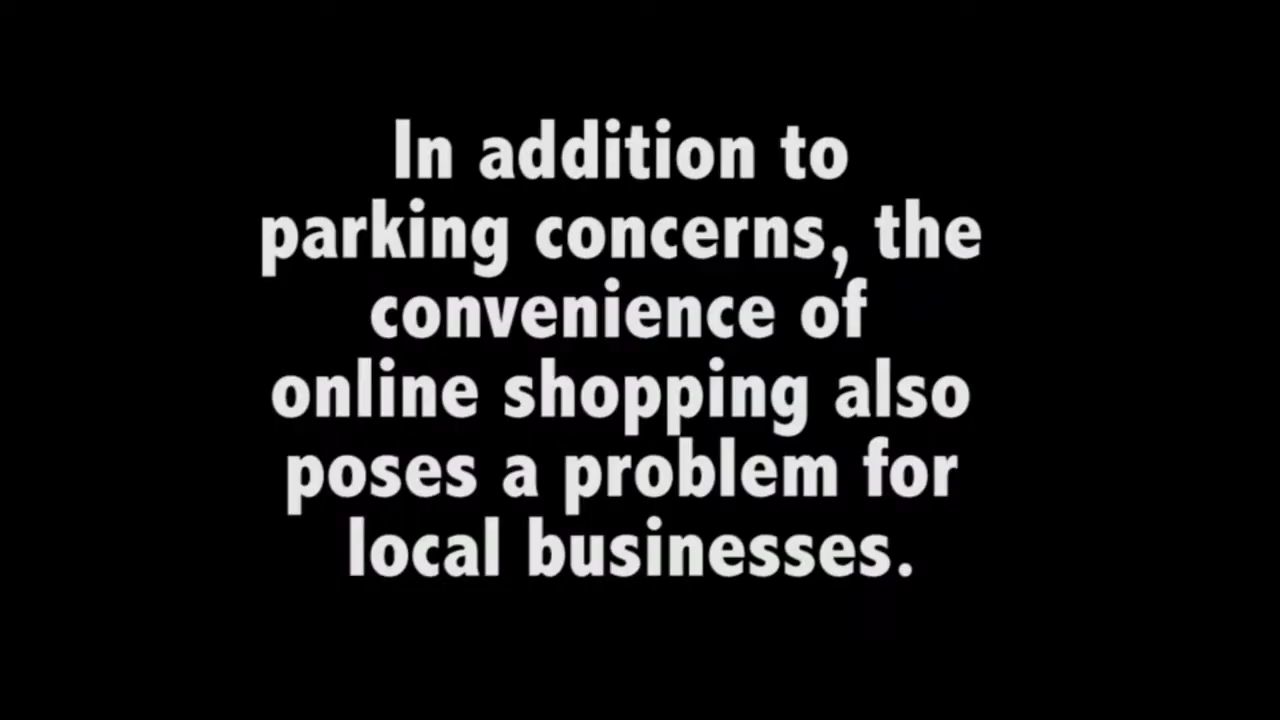 In addition to
parking concerns, the
convenience of
online shopping also
poses a problem for
local businesses.